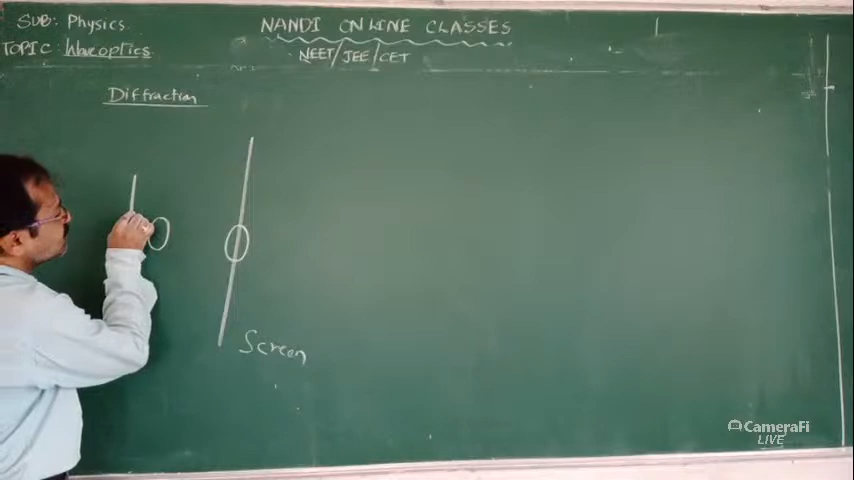 SUB: Physics
NANDI ONLINE CLASSES
TOPIC Waveoptics
NEET/JEE/CET
Diffraction
Screen
CameraFi
LIVE